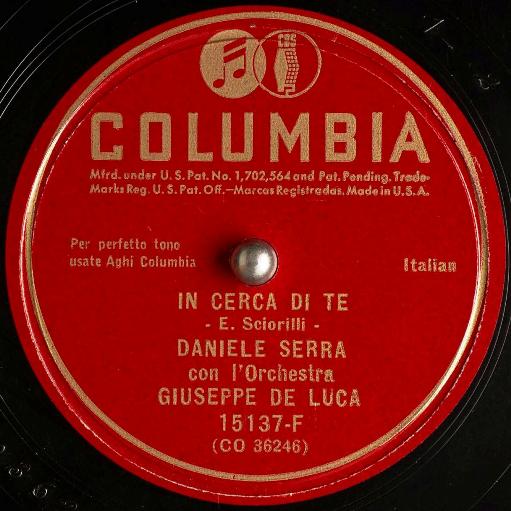 CBS
COLUMBIA
Mfrd. under U.S. Pat. No. 1,702,564 and Pat. Pending. Trade-
Marks Reg. U.S. Pat. Off.—Marcas Registradas. Made in U.S.A.
Per perfetto tono
usate Aghi Columbia
Italian
IN CERCA DI TE
- E. Sciorilli -
DANIELE SERRA
con l'Orchestra
GIUSEPPE DE LUCA
15137-F
(CO 36246)